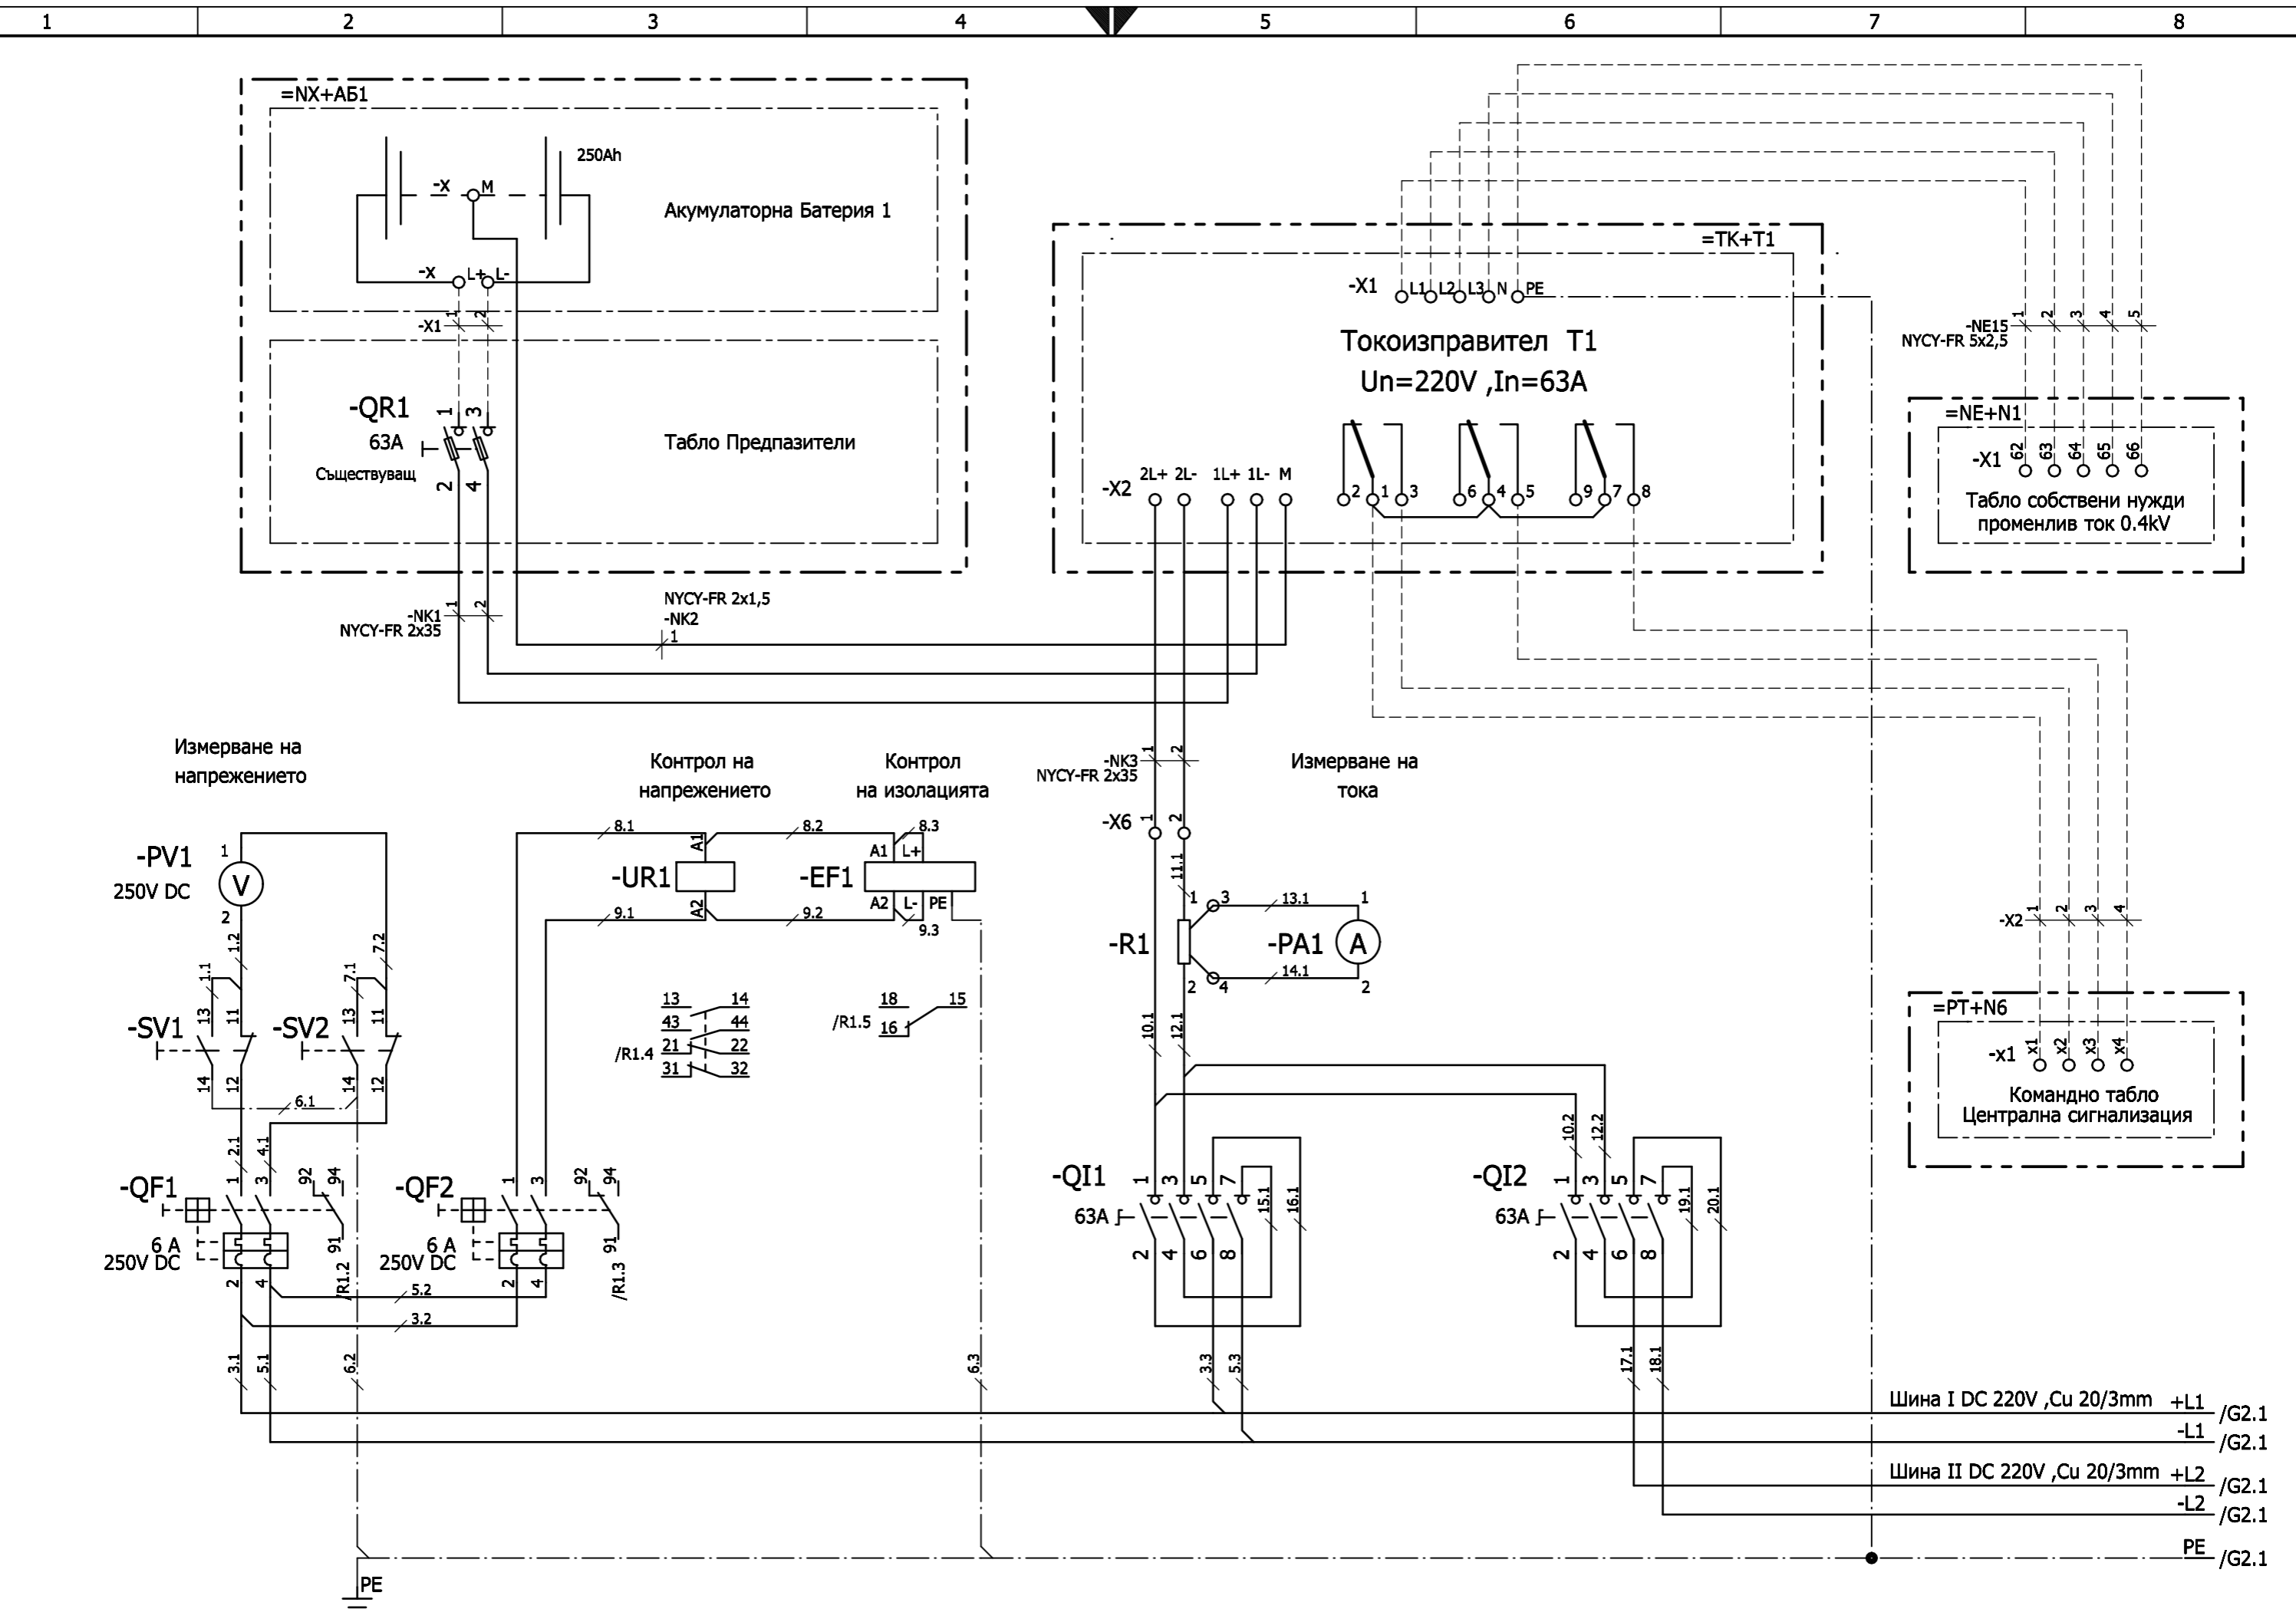 1 2 3 4 5 6 7 8
=NX+АБ1
250Ah
-X M
Акумулаторна Батерия 1
-X L+ L-
1 2
-X1
-QR1 1 3
63A
Съществуващ
2 4
Табло Предпазители
1 2
-NK1
NYCY-FR 2x35
NYCY-FR 2x1,5
-NK2
1
=TK+T1
-X1 L1 L2 L3 N PE
Токоизправител T1
Un=220V ,In=63A
2L+ 2L- 1L+ 1L- M
-X2
2 1 3 6 4 5 9 7 8
1 2 3 4 5
-NE15
NYCY-FR 5x2,5
=NE+N1
62 63 64 65 66
-X1
Табло собствени нужди
променлив ток 0.4kV
Измерване на
напрежението
Контрол на
напрежението
Контрол
на изолацията
1 2
-NK3
NYCY-FR 2x35
Измерване на
тока
-X6 1 2
-PV1 1
V
250V DC
2
1.2 7.2
1.1 7.1
13 11 13 11
-SV1 -SV2
14 12 14 12
6.1
2.1 4.1
8.1 8.2 8.3
A1 A1 L+
-UR1 -EF1
A2 A2 L- PE
9.1 9.2 9.3
13 14
43 44
/R1.4 21 22
31 32
18 15
/R1.5 16
11.1
1 3 13.1 1
-R1 -PA1 A
2 4 14.1 2
10.1 12.1
1 2 3 4
-X2
=PT+N6
x1 x2 x3 x4
-x1
Командно табло
Централна сигнализация
-QF1 1 3 92 94
6 A
250V DC
2 4 91
/R1.2
-QF2 1 3 92 94
6 A
250V DC
2 4 91
/R1.3
5.2
3.2
3.1 5.1 6.2 6.3
-QI1 1 3 5 7
63A 15.1 16.1
2 4 6 8
3.3 5.3
10.2 12.2
-QI2 1 3 5 7
63A 19.1 20.1
2 4 6 8
17.1 18.1
Шина I DC 220V ,Cu 20/3mm +L1 /G2.1
-L1 /G2.1
Шина II DC 220V ,Cu 20/3mm +L2 /G2.1
-L2 /G2.1
PE /G2.1
PE